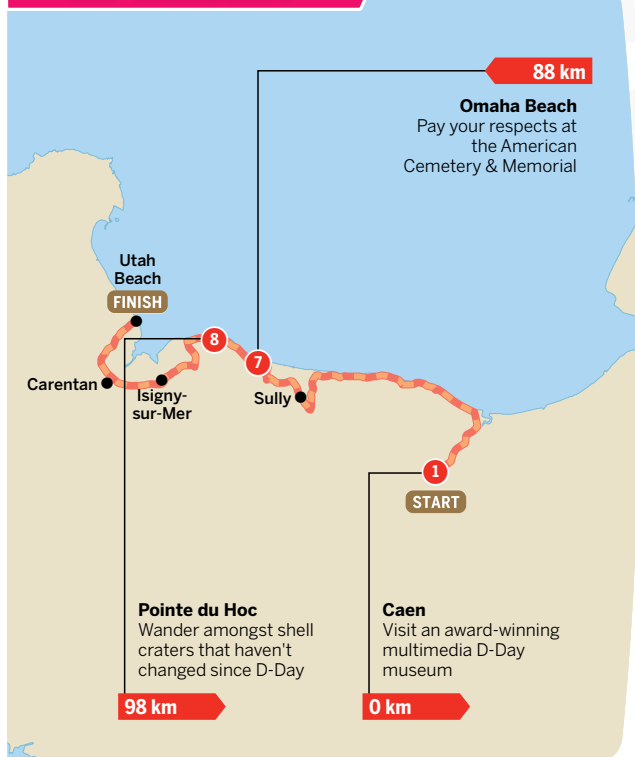 88 km
Omaha Beach
Pay your respects at
the American
Cemetery & Memorial
Utah
Beach
FINISH
8
7
Carentan
Isigny-
sur-Mer
Sully
1
START
Pointe du Hoc
Wander amongst shell
craters that haven't
changed since D-Day
98 km
Caen
Visit an award-winning
multimedia D-Day
museum
0 km